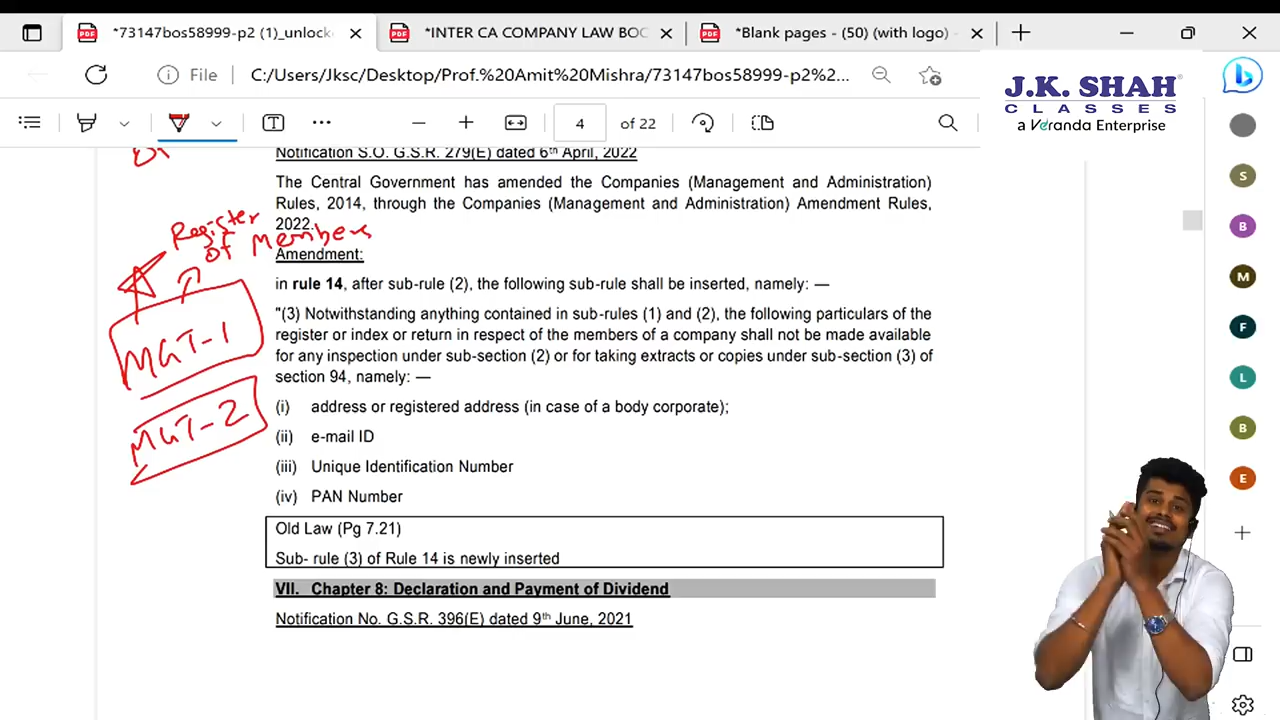 *73147bos58999-p2 (1)_unlock
*INTER CA COMPANY LAW BOC
*Blank pages - (50) (with logo)
File
C:/Users/Jksc/Desktop/Prof.%20Amit%20Mishra/73147bos58999-p2%2...
J.K. SHAH
CLASSES
a Veranda Enterprise
4
of 22
Notification S.O. G.S.R. 279(E) dated 6th April, 2022
The Central Government has amended the Companies (Management and Administration)
Rules, 2014, through the Companies (Management and Administration) Amendment Rules,
2022.
Register
of Members
Amendment:
in rule 14, after sub-rule (2), the following sub-rule shall be inserted, namely: —
MGT-1
"(3) Notwithstanding anything contained in sub-rules (1) and (2), the following particulars of the
register or index or return in respect of the members of a company shall not be made available
for any inspection under sub-section (2) or for taking extracts or copies under sub-section (3) of
section 94, namely: —
MGT-2
(i) address or registered address (in case of a body corporate);
(ii) e-mail ID
(iii) Unique Identification Number
(iv) PAN Number
Old Law (Pg 7.21)
Sub- rule (3) of Rule 14 is newly inserted
VII. Chapter 8: Declaration and Payment of Dividend
Notification No. G.S.R. 396(E) dated 9th June, 2021
S
B
M
F
L
B
E